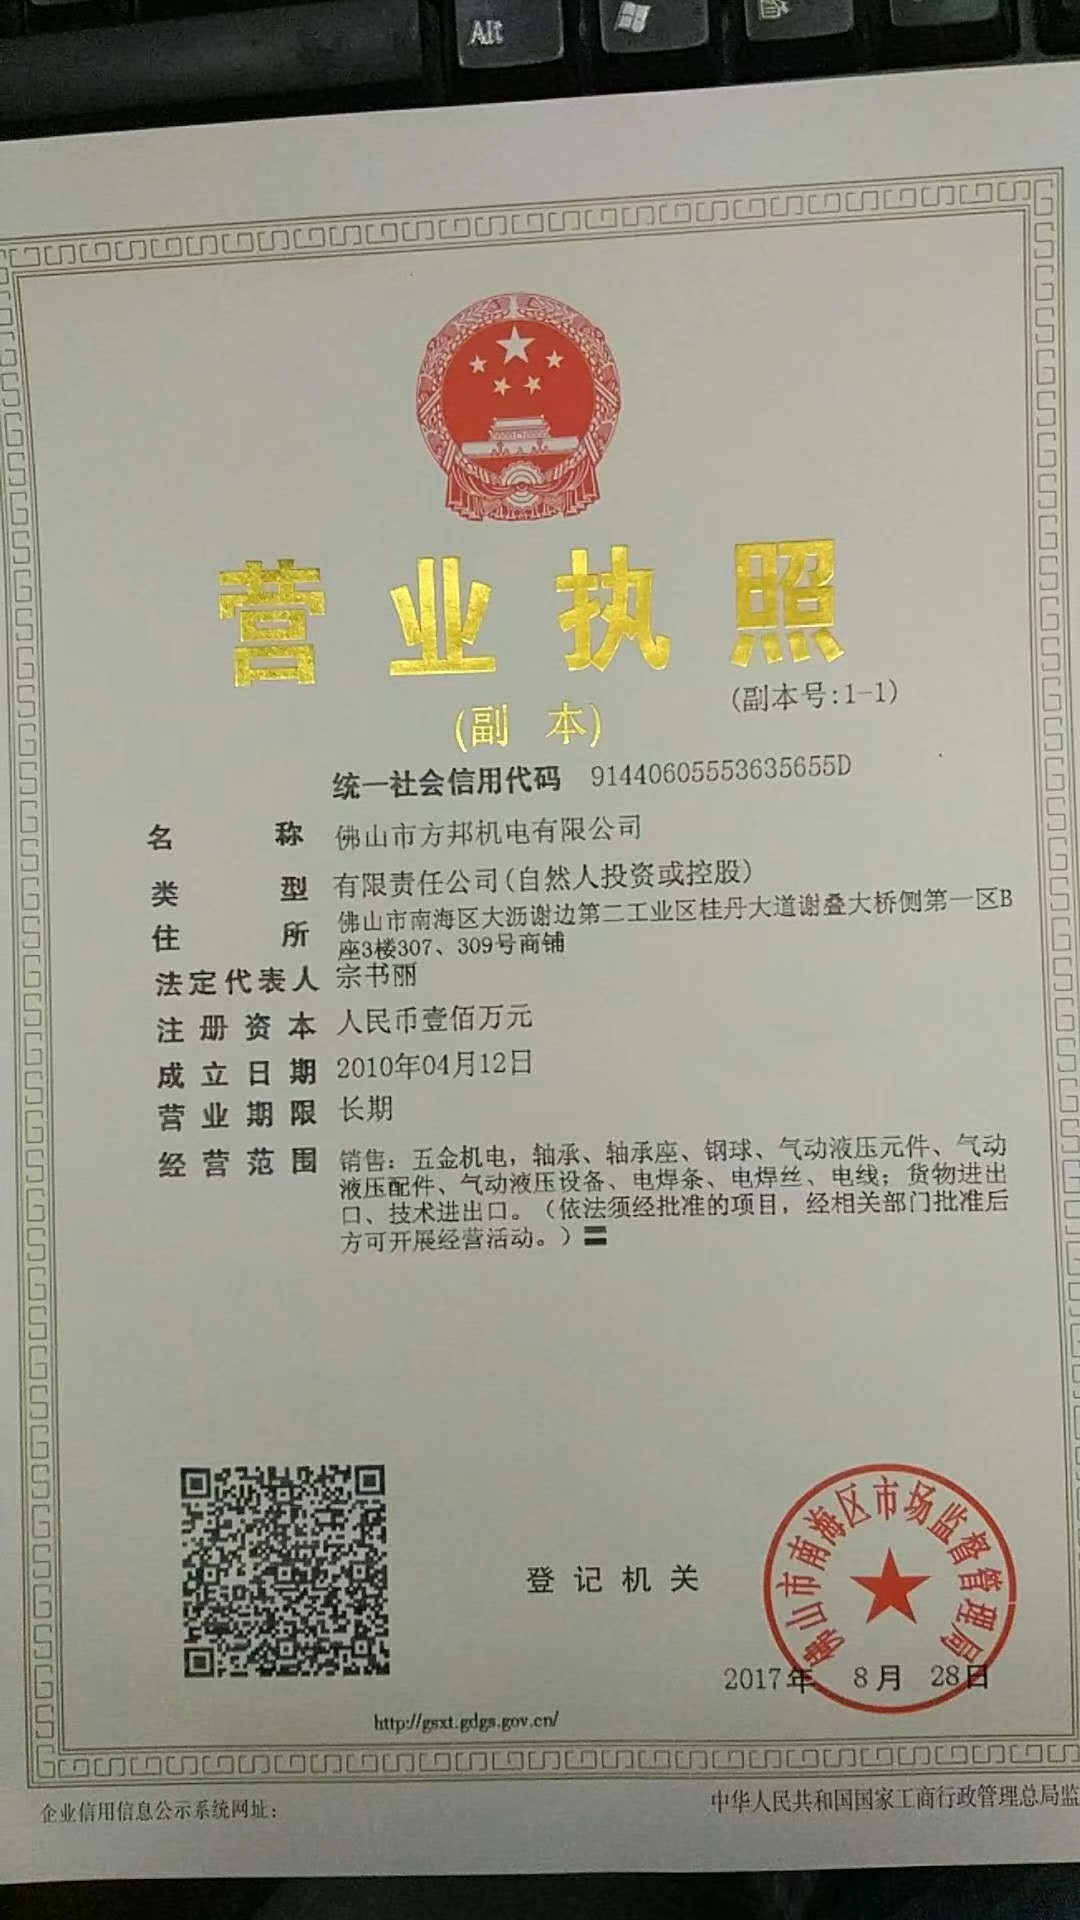 Alt
营业执照
(副 本)
(副本号:1-1)
统一社会信用代码 91440605553635655D
名 称 佛山市方邦机电有限公司
类 型 有限责任公司(自然人投资或控股)
住 所 佛山市南海区大沥谢边第二工业区桂丹大道谢叠大桥侧第一区B
座3楼307、309号商铺
法定代表人 宗书丽
注册资本 人民币壹佰万元
成立日期 2010年04月12日
营业期限 长期
经营范围 销售：五金机电，轴承、轴承座、钢球、气动液压元件、气动
液压配件、气动液压设备、电焊条、电焊丝、电线；货物进出
口、技术进出口。（依法须经批准的项目，经相关部门批准后
方可开展经营活动。）
登记机关
佛山市南海区市场监督管理局
2017年 8月 28日
http://gsxt.gdgs.gov.cn/
企业信用信息公示系统网址：
中华人民共和国国家工商行政管理总局监